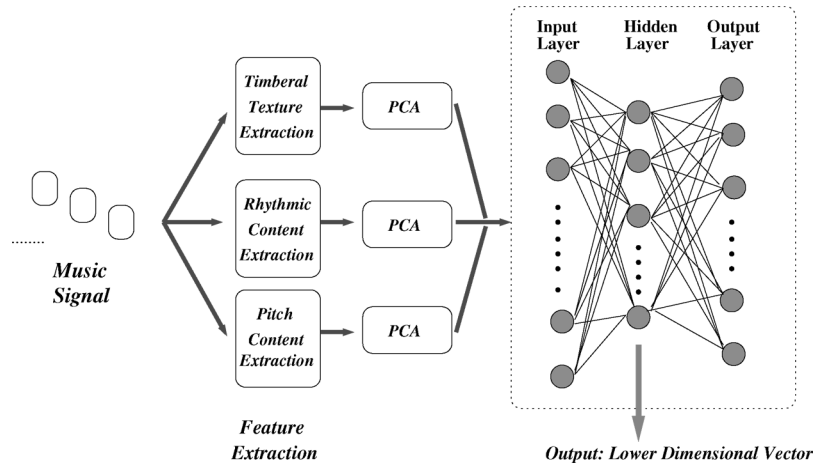 Input
Layer
Hidden
Layer
Output
Layer
Timberal
Texture
Extraction
PCA
Rhythmic
Content
Extraction
PCA
Pitch
Content
Extraction
PCA
........
Music
Signal
Feature
Extraction
Output: Lower Dimensional Vector